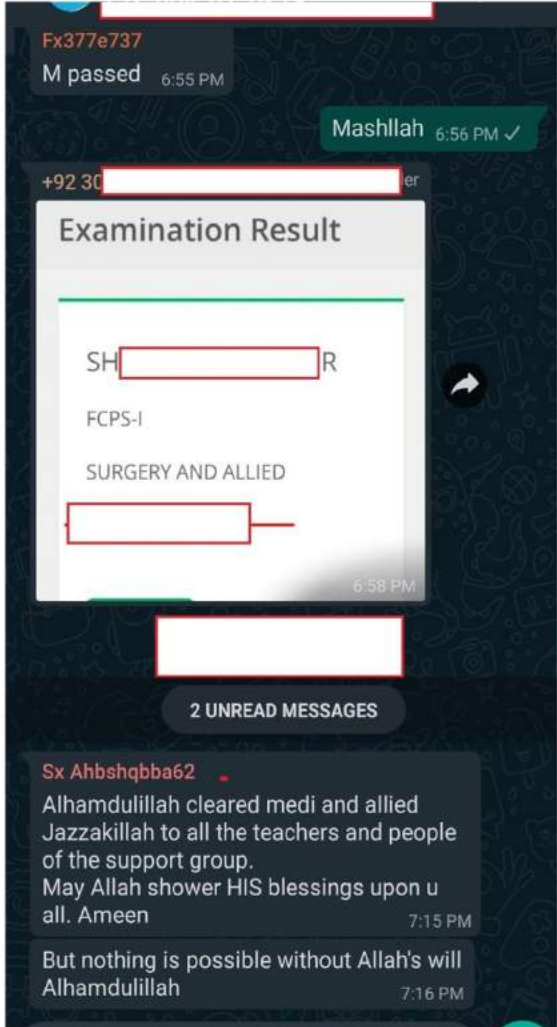 Fx377e737
M passed 6:55 PM
Mashllah 6:56 PM
+92 30
er
Examination Result
SH R
FCPS-I
SURGERY AND ALLIED
6:58 PM
2 UNREAD MESSAGES
Sx Ahbshqbba62
Alhamdulillah cleared medi and allied
Jazzakillah to all the teachers and people
of the support group.
May Allah shower HIS blessings upon u
all. Ameen 7:15 PM
But nothing is possible without Allah's will
Alhamdulillah 7:16 PM